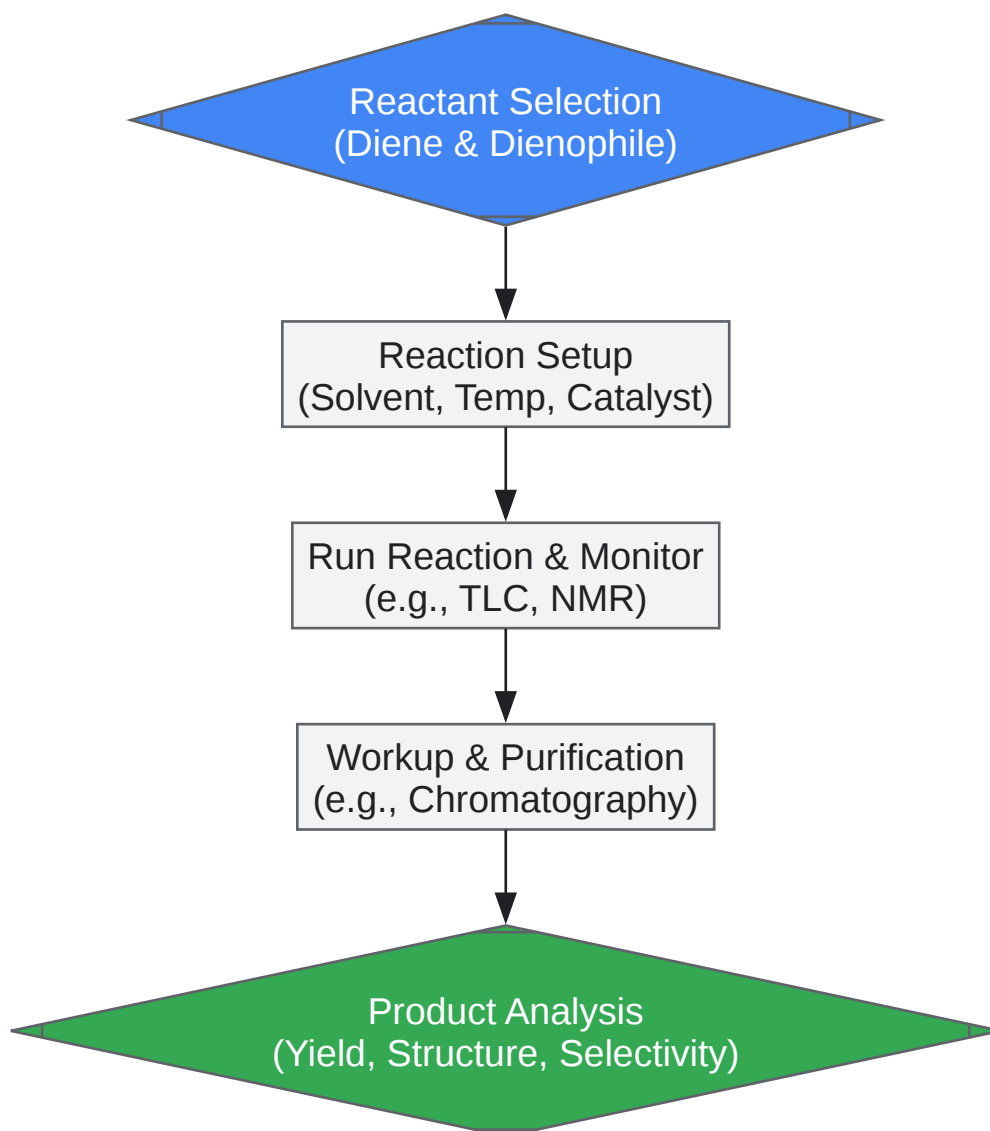 Reactant Selection
(Diene & Dienophile)
Reaction Setup
(Solvent, Temp, Catalyst)
Run Reaction & Monitor
(e.g., TLC, NMR)
Workup & Purification
(e.g., Chromatography)
Product Analysis
(Yield, Structure, Selectivity)